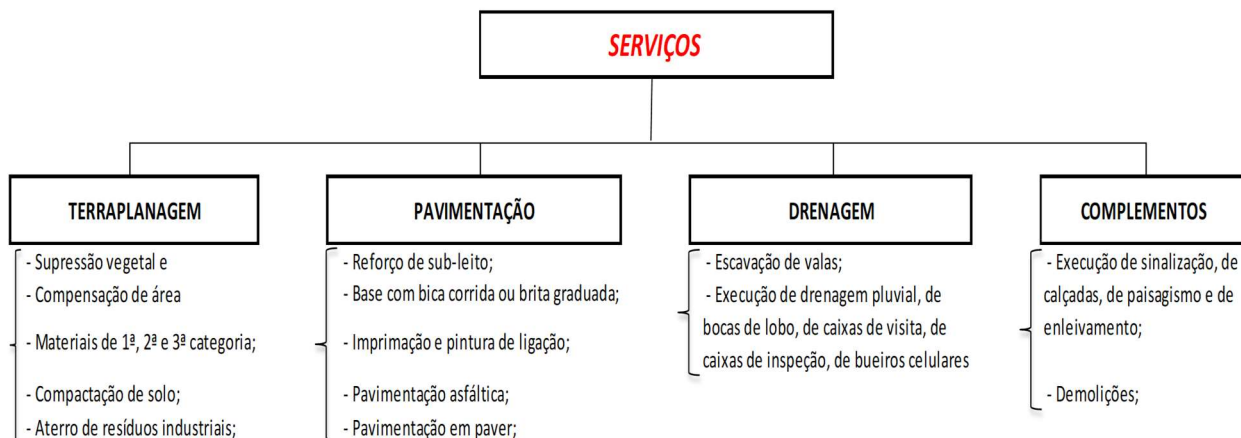 SERVIÇOS
TERRAPLANAGEM
- Supressão vegetal e
- Compensação de área
- Materiais de 1ª, 2ª e 3ª categoria;
- Compactação de solo;
- Aterro de resíduos industriais;
PAVIMENTAÇÃO
- Reforço de sub-leito;
- Base com bica corrida ou brita graduada;
- Imprimação e pintura de ligação;
- Pavimentação asfáltica;
- Pavimentação em paver;
DRENAGEM
- Escavação de valas;
- Execução de drenagem pluvial, de
bocas de lobo, de caixas de visita, de
caixas de inspeção, de bueiros celulares
COMPLEMENTOS
- Execução de sinalização, de
calçadas, de paisagismo e de
enleivamento;
- Demolições;